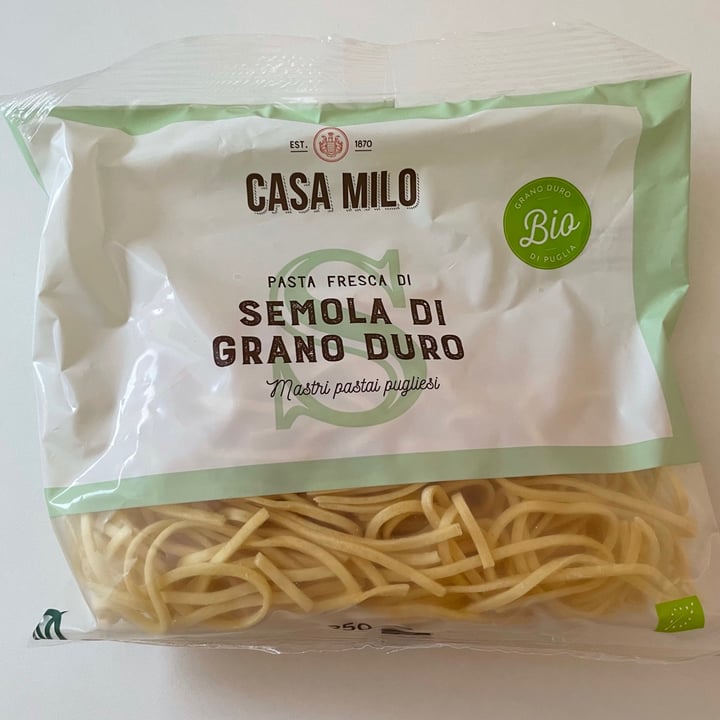 EST. 1870
CASA MILO
GRANO DURO
Bio
DI PUGLIA
S
PASTA FRESCA DI
SEMOLA DI
GRANO DURO
Mastri pastai pugliesi